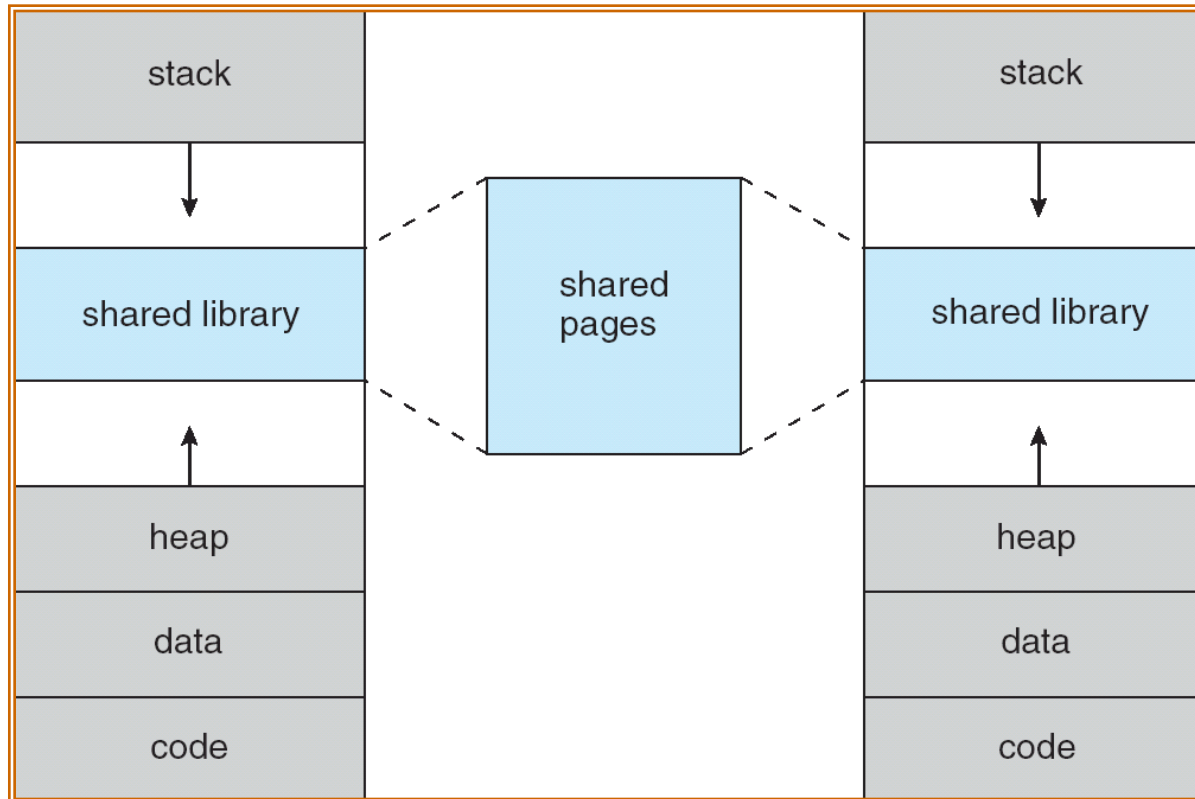 stack
shared library
heap
data
code
shared
pages
stack
shared library
heap
data
code